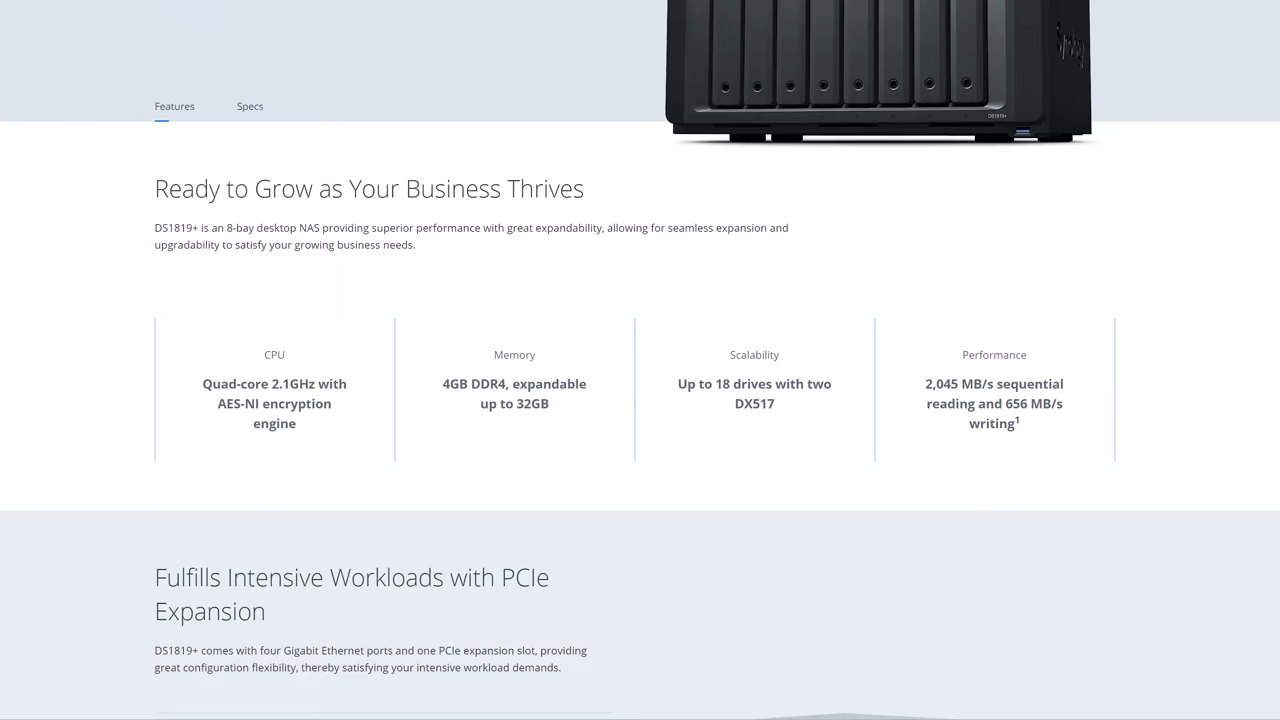 Synology
DS1819+
Features
Specs
Ready to Grow as Your Business Thrives
DS1819+ is an 8-bay desktop NAS providing superior performance with great expandability, allowing for seamless expansion and
upgradability to satisfy your growing business needs.
CPU
Quad-core 2.1GHz with
AES-NI encryption
engine
Memory
4GB DDR4, expandable
up to 32GB
Scalability
Up to 18 drives with two
DX517
Performance
2,045 MB/s sequential
reading and 656 MB/s
writing1
Fulfills Intensive Workloads with PCIe
Expansion
DS1819+ comes with four Gigabit Ethernet ports and one PCIe expansion slot, providing
great configuration flexibility, thereby satisfying your intensive workload demands.